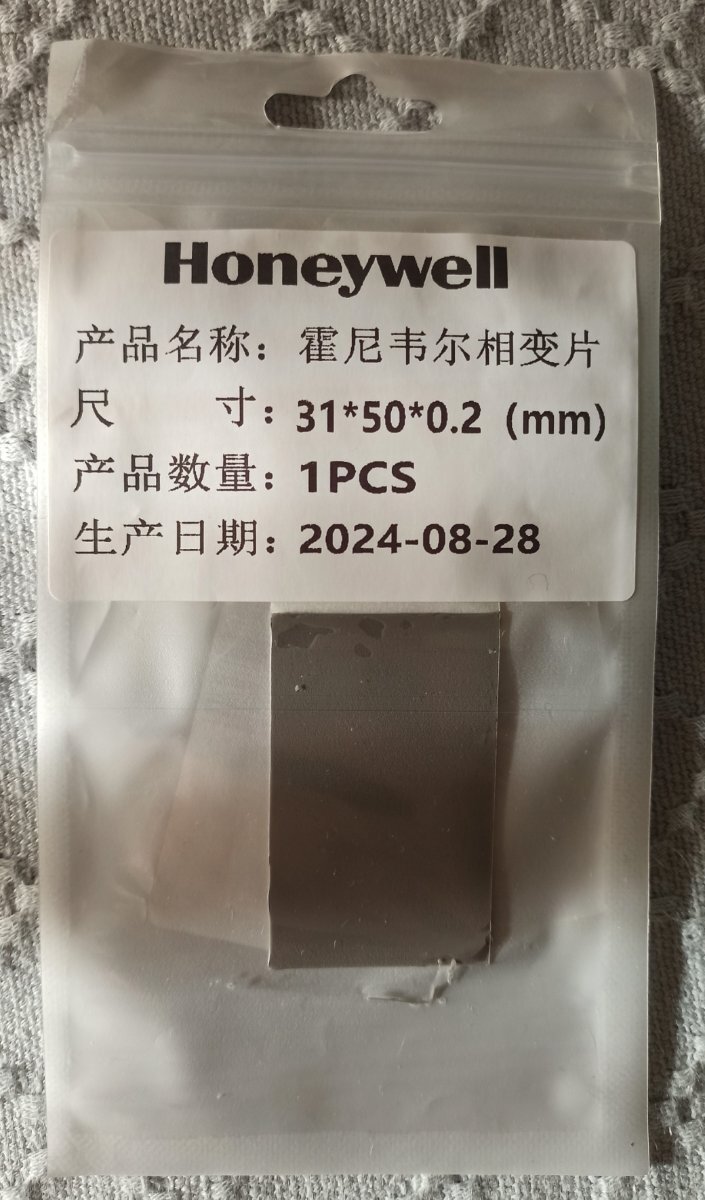 Honeywell
产品名称：霍尼韦尔相变片
尺 寸：31*50*0.2 (mm)
产品数量：1PCS
生产日期：2024-08-28